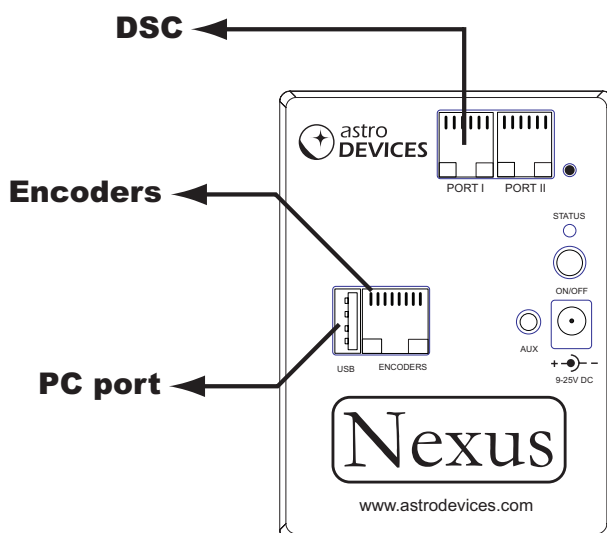 DSC
astro
DEVICES
PORT I
PORT II
Encoders
STATUS
ON/OFF
AUX
USB
ENCODERS
+ -
9-25V DC
PC port
Nexus
www.astrodevices.com